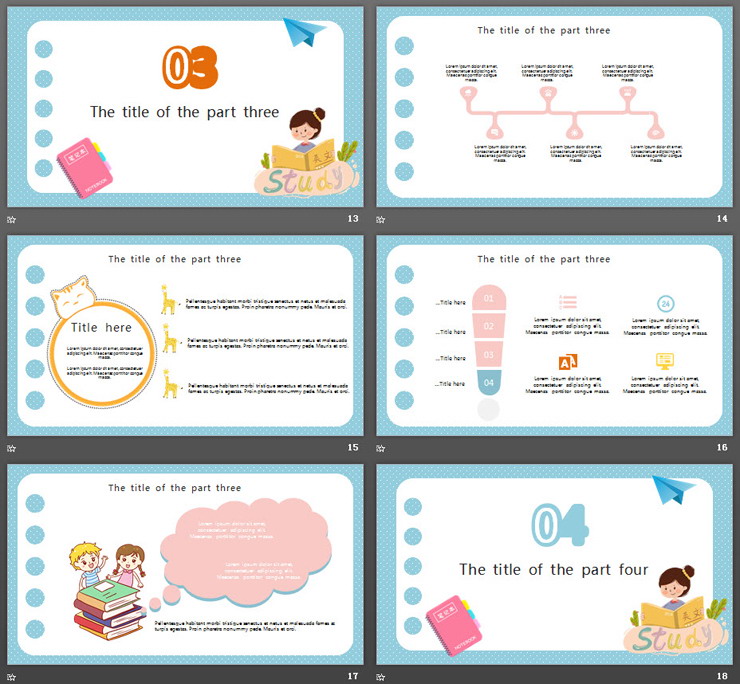 03
The title of the part three
笔记本
NOTEBOOK
英文
Study
13
The title of the part three
Lorem ipsum dolor sit amet,
consectetuer adipiscing elit.
Maecenas porttitor congue
massa.
Lorem ipsum dolor sit amet,
consectetuer adipiscing elit.
Maecenas porttitor congue
massa.
Lorem ipsum dolor sit amet,
consectetuer adipiscing elit.
Maecenas porttitor congue
massa.
Lorem ipsum dolor sit amet,
consectetuer adipiscing elit.
Maecenas porttitor congue
massa.
Lorem ipsum dolor sit amet,
consectetuer adipiscing elit.
Maecenas porttitor congue
massa.
Lorem ipsum dolor sit amet,
consectetuer adipiscing elit.
Maecenas porttitor congue
massa.
14
The title of the part three
Title here
Lorem ipsum dolor sit amet, consectetuer
adipiscing elit. Maecenas porttitor congue
massa.
Lorem ipsum dolor sit amet, consectetuer
adipiscing elit. Maecenas porttitor congue
massa.
• Pellentesque habitant morbi tristique senectus et netus et malesuada
fames ac turpis egestas. Proin pharetra nonummy pede. Mauris et orci.
• Pellentesque habitant morbi tristique senectus et netus et malesuada
fames ac turpis egestas. Proin pharetra nonummy pede. Mauris et orci.
• Pellentesque habitant morbi tristique senectus et netus et malesuada
fames ac turpis egestas. Proin pharetra nonummy pede. Mauris et orci.
15
The title of the part three
...Title here
01
...Title here
02
...Title here
03
...Title here
04
Lorem ipsum dolor sit amet,
consectetuer adipiscing elit.
Maecenas porttitor congue massa.
24
Lorem ipsum dolor sit amet,
consectetuer adipiscing elit.
Maecenas porttitor congue massa.
A
Lorem ipsum dolor sit amet,
consectetuer adipiscing elit.
Maecenas porttitor congue massa.
Lorem ipsum dolor sit amet,
consectetuer adipiscing elit.
Maecenas porttitor congue massa.
16
The title of the part three
Lorem ipsum dolor sit amet,
consectetuer adipiscing elit.
Maecenas porttitor congue massa.
Lorem ipsum dolor sit amet,
consectetuer adipiscing elit.
Maecenas porttitor congue massa.
Pellentesque habitant morbi tristique senectus et netus et malesuada fames ac
turpis egestas. Proin pharetra nonummy pede. Mauris et orci.
17
04
The title of the part four
笔记本
NOTEBOOK
英文
Study
18